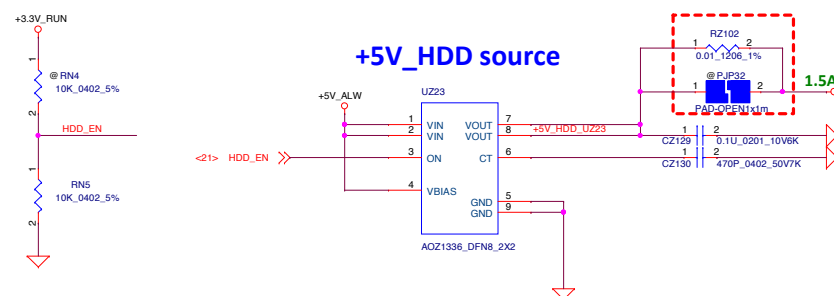 +3.3V_RUN
1
@ RN4
10K_0402_5%
2
HDD_EN
1
RN5
10K_0402_5%
2
+5V_HDD source
+5V_ALW
UZ23
1 VIN
2 VIN
3 ON
4 VBIAS
VOUT 7
VOUT 8
CT 6
GND 5
GND 9
AOZ1336_DFN8_2X2
<21> HDD_EN
+5V_HDD_UZ23
RZ102
1 2
0.01_1206_1%
@ PJP32
1 2
PAD-OPEN1x1m
1.5A
1 2
CZ129 0.1U_0201_10V6K
1 2
CZ130 470P_0402_50V7K